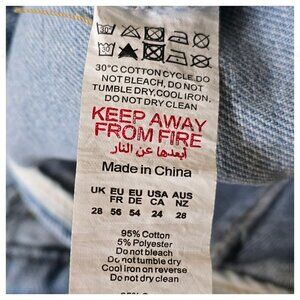 30°C COTTON CYCLE.DO
NOT BLEACH, DO NOT
TUMBLE DRY,COOL IRON,
DO NOT DRY CLEAN
KEEP AWAY
FROM FIRE
أبعدها عن النار
Made in China
UK EU EU USA AUS
FR DE CA NZ
28 56 54 24 28
95% Cotton
5% Polyester
Do not bleach
Do not tumble dry
Cool iron on reverse
Do not dry clean